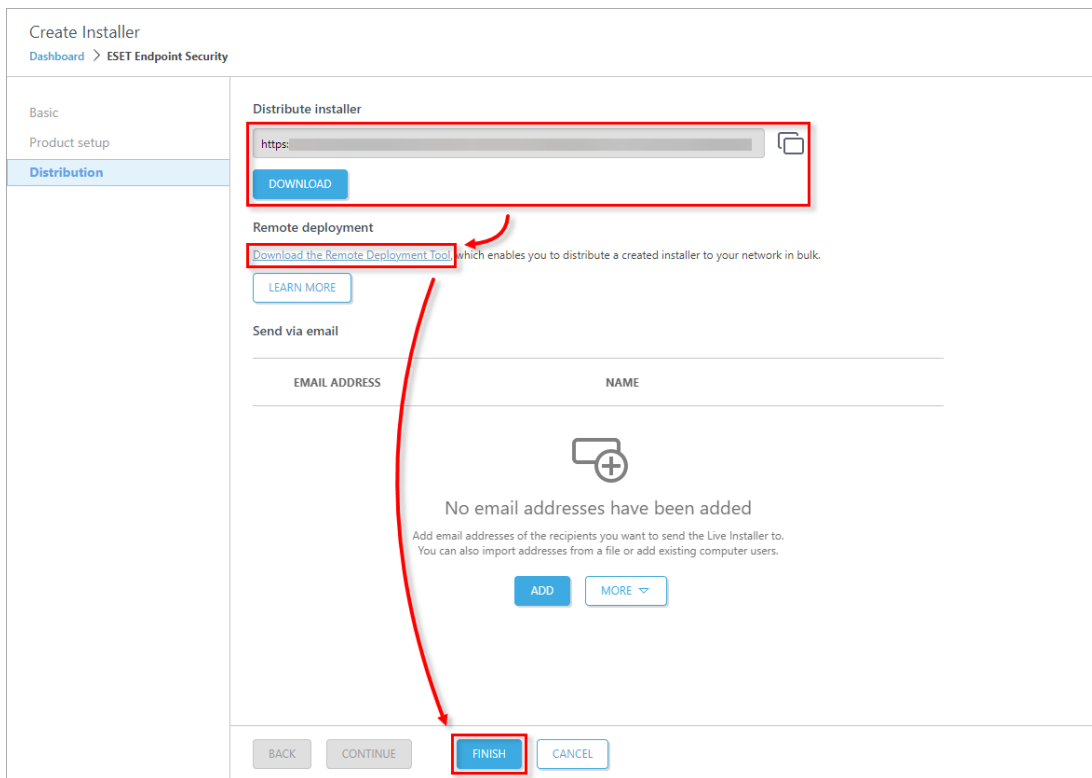 Create Installer
Dashboard > ESET Endpoint Security
Basic
Product setup
Distribution
Distribute installer
https:
DOWNLOAD
Remote deployment
Download the Remote Deployment Tool, which enables you to distribute a created installer to your network in bulk.
LEARN MORE
Send via email
EMAIL ADDRESS NAME
No email addresses have been added
Add email addresses of the recipients you want to send the Live Installer to.
You can also import addresses from a file or add existing computer users.
ADD MORE
BACK CONTINUE FINISH CANCEL